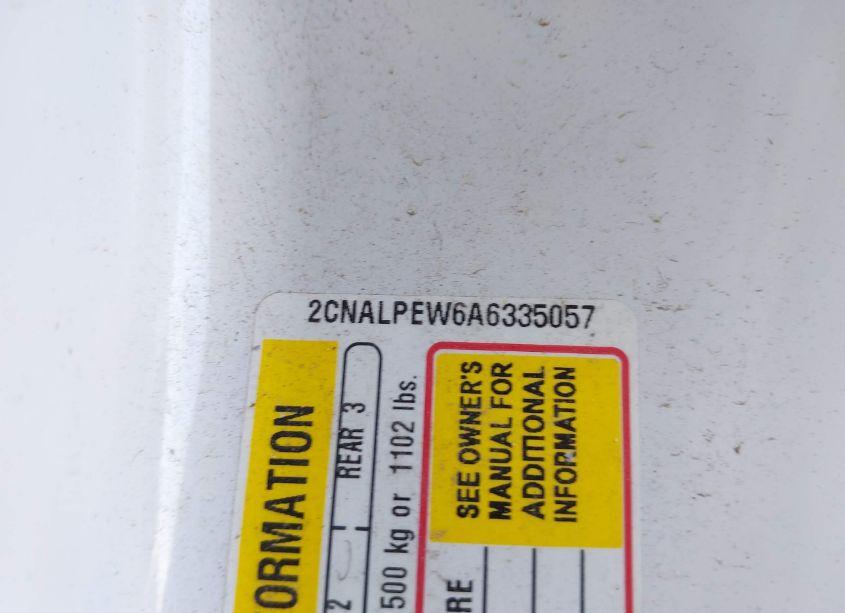 2CNALPEW6A6335057
ORMATION
2
REAR 3
500 kg or 1102 lbs.
SEE OWNER'S
MANUAL FOR
ADDITIONAL
INFORMATION
RE